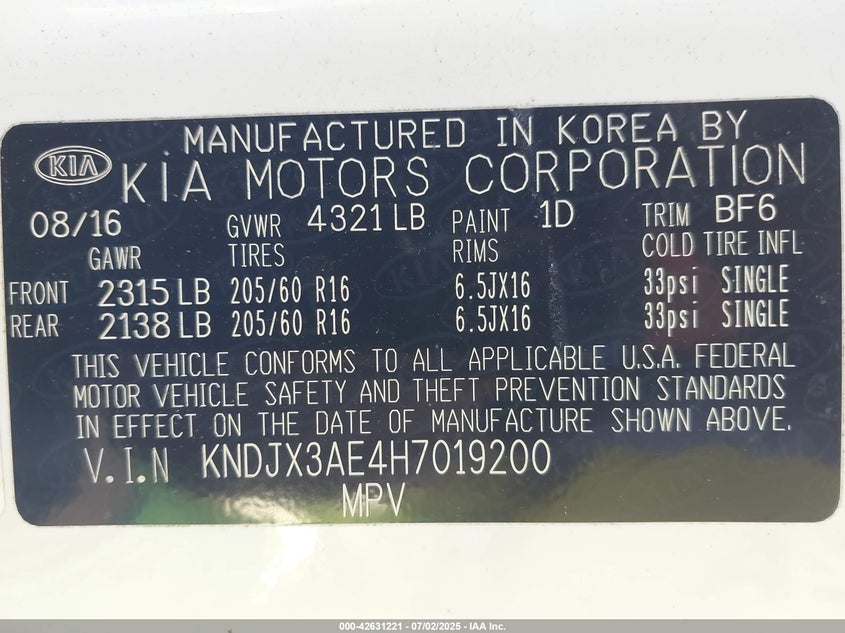 MANUFACTURED IN KOREA BY
KIA KIA MOTORS CORPORATION
08/16 GVWR 4321 LB PAINT 1D TRIM BF6
GAWR TIRES RIMS COLD TIRE INFL
FRONT 2315 LB 205/60 R16 6.5JX16 33psi SINGLE
REAR 2138 LB 205/60 R16 6.5JX16 33psi SINGLE
THIS VEHICLE CONFORMS TO ALL APPLICABLE U.S.A. FEDERAL
MOTOR VEHICLE SAFETY AND THEFT PREVENTION STANDARDS
IN EFFECT ON THE DATE OF MANUFACTURE SHOWN ABOVE.
V.I.N KNDJX3AE4H7019200
MPV
000-42631221 | 07/02/2025 - IAA Inc.